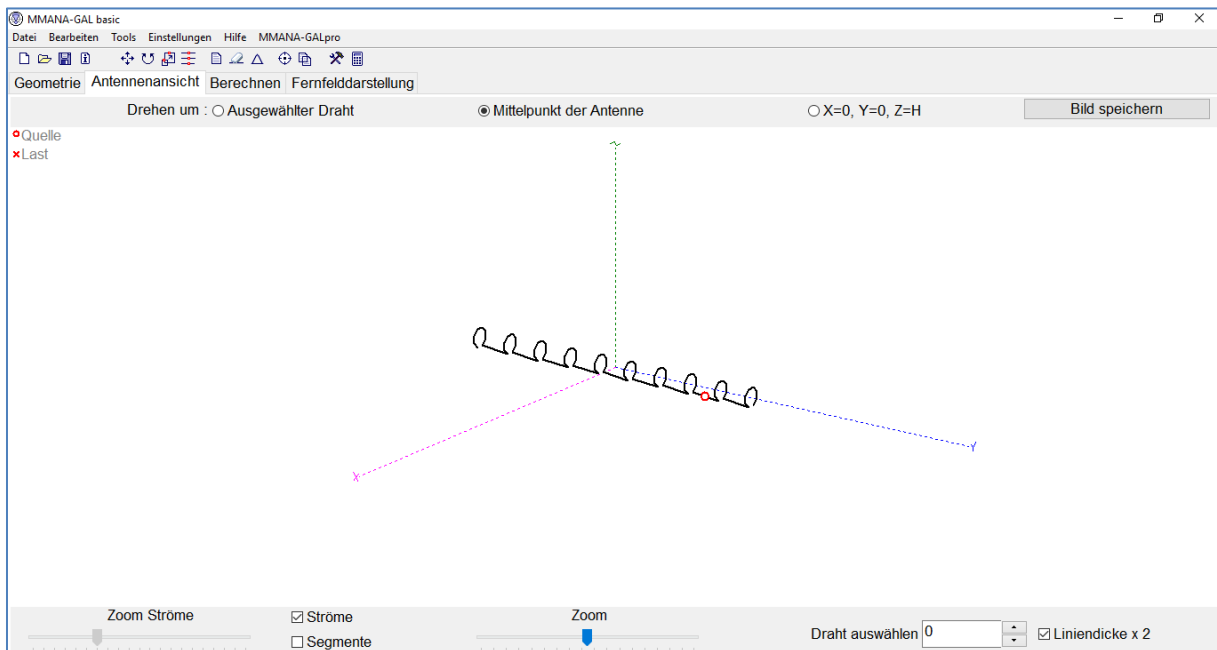 MMANA-GAL basic
Datei Bearbeiten Tools Einstellungen Hilfe MMANA-GALpro
Geometrie Antennenansicht Berechnen Fernfelddarstellung
Drehen um : Ausgewählter Draht Mittelpunkt der Antenne X=0, Y=0, Z=H Bild speichern
Quelle
Last
X
Y
Zoom Ströme Ströme Zoom
Segmente Draht auswählen 0 Liniendicke x 2